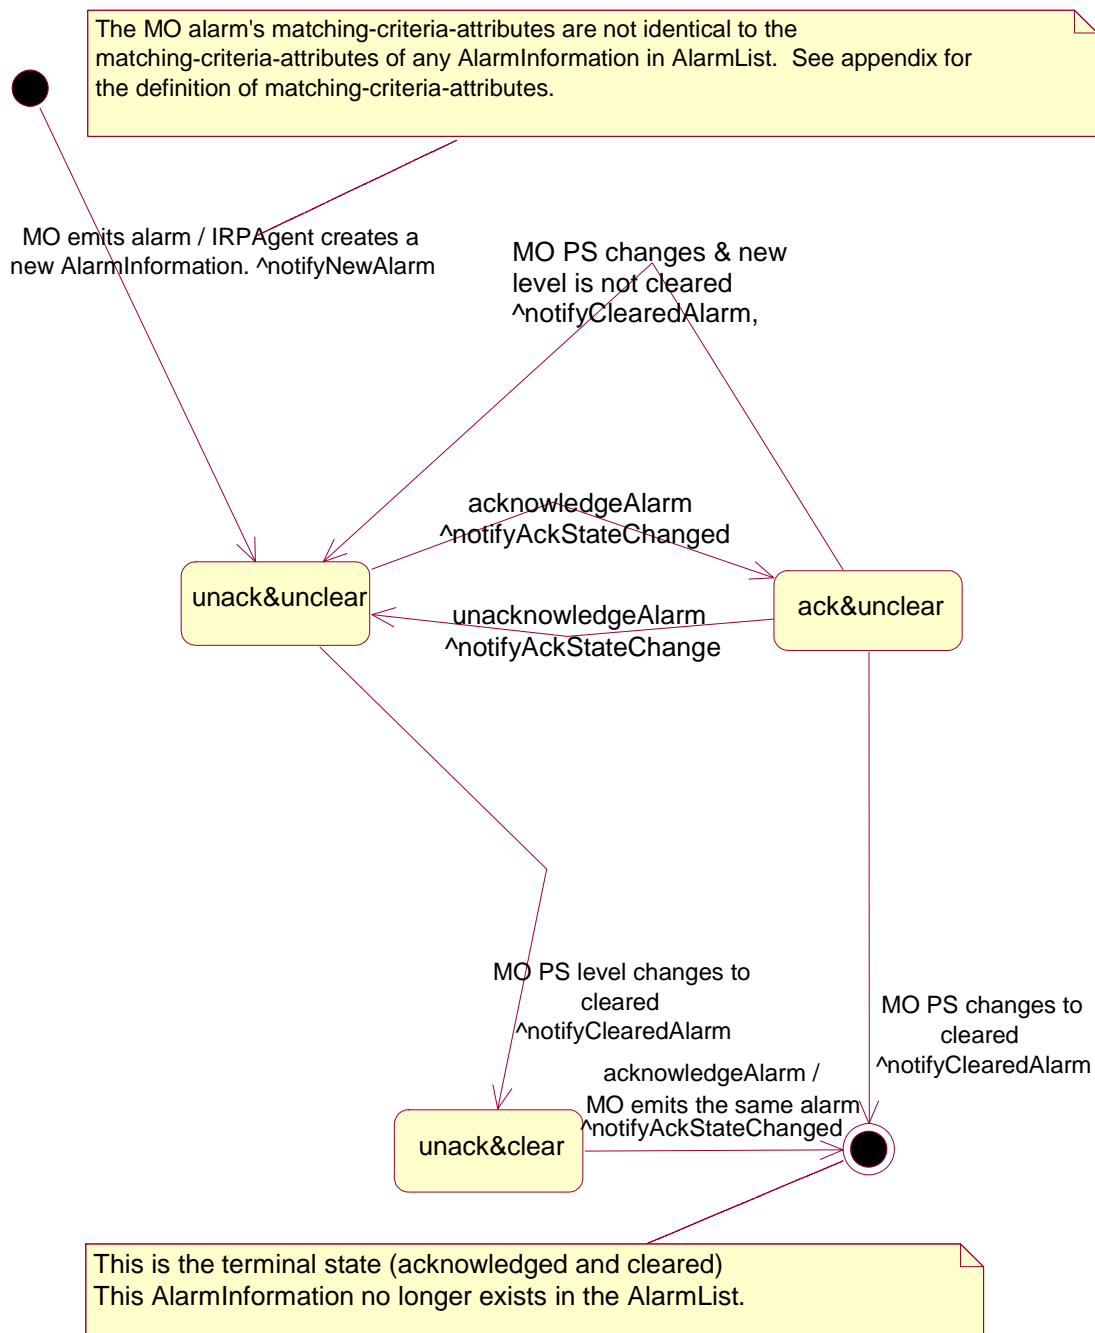 The MO alarm's matching-criteria-attributes are not identical to the
matching-criteria-attributes of any AlarmInformation in AlarmList.  See appendix for
the definition of matching-criteria-attributes.
MO emits alarm / IRPAgent creates a
new AlarmInformation. ^notifyNewAlarm
MO PS changes & new
level is not cleared
^notifyClearedAlarm,
acknowledgeAlarm
^notifyAckStateChanged
unack&unclear
ack&unclear
unacknowledgeAlarm
^notifyAckStateChange
MO PS level changes to
cleared
^notifyClearedAlarm
MO PS changes to
cleared
^notifyClearedAlarm
acknowledgeAlarm /
MO emits the same alarm
^notifyAckStateChanged
unack&clear
This is the terminal state (acknowledged and cleared)
This AlarmInformation no longer exists in the AlarmList.